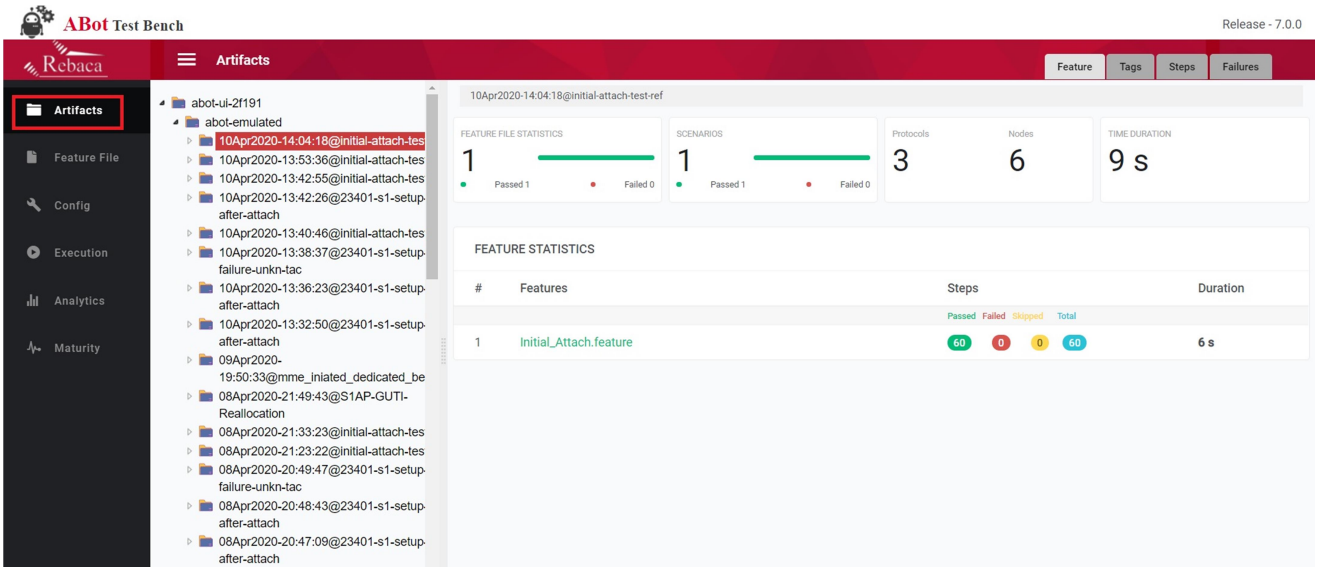 ABot Test Bench
Release - 7.0.0
Rebaca
Artifacts
Feature
Tags
Steps
Failures
Artifacts
Feature File
Config
Execution
Analytics
Maturity
abot-ui-2f191
abot-emulated
10Apr2020-14:04:18@initial-attach-tes
10Apr2020-13:53:36@initial-attach-tes
10Apr2020-13:42:55@initial-attach-tes
10Apr2020-13:42:26@23401-s1-setup-
after-attach
10Apr2020-13:40:46@initial-attach-tes
10Apr2020-13:38:37@23401-s1-setup-
failure-unkn-tac
10Apr2020-13:36:23@23401-s1-setup-
after-attach
10Apr2020-13:32:50@23401-s1-setup-
after-attach
09Apr2020-
19:50:33@mme_iniated_dedicated_be
08Apr2020-21:49:43@S1AP-GUTI-
Reallocation
08Apr2020-21:33:23@initial-attach-tes
08Apr2020-21:23:22@initial-attach-tes
08Apr2020-20:49:47@23401-s1-setup-
failure-unkn-tac
08Apr2020-20:48:43@23401-s1-setup-
after-attach
08Apr2020-20:47:09@23401-s1-setup-
after-attach
10Apr2020-14:04:18@initial-attach-test-ref
FEATURE FILE STATISTICS
1
Passed 1 Failed 0
SCENARIOS
1
Passed 1 Failed 0
Protocols
3
Nodes
6
TIME DURATION
9 s
FEATURE STATISTICS
# Features Steps Duration
Passed Failed Skipped Total
1 Initial_Attach.feature 60 0 0 60 6 s